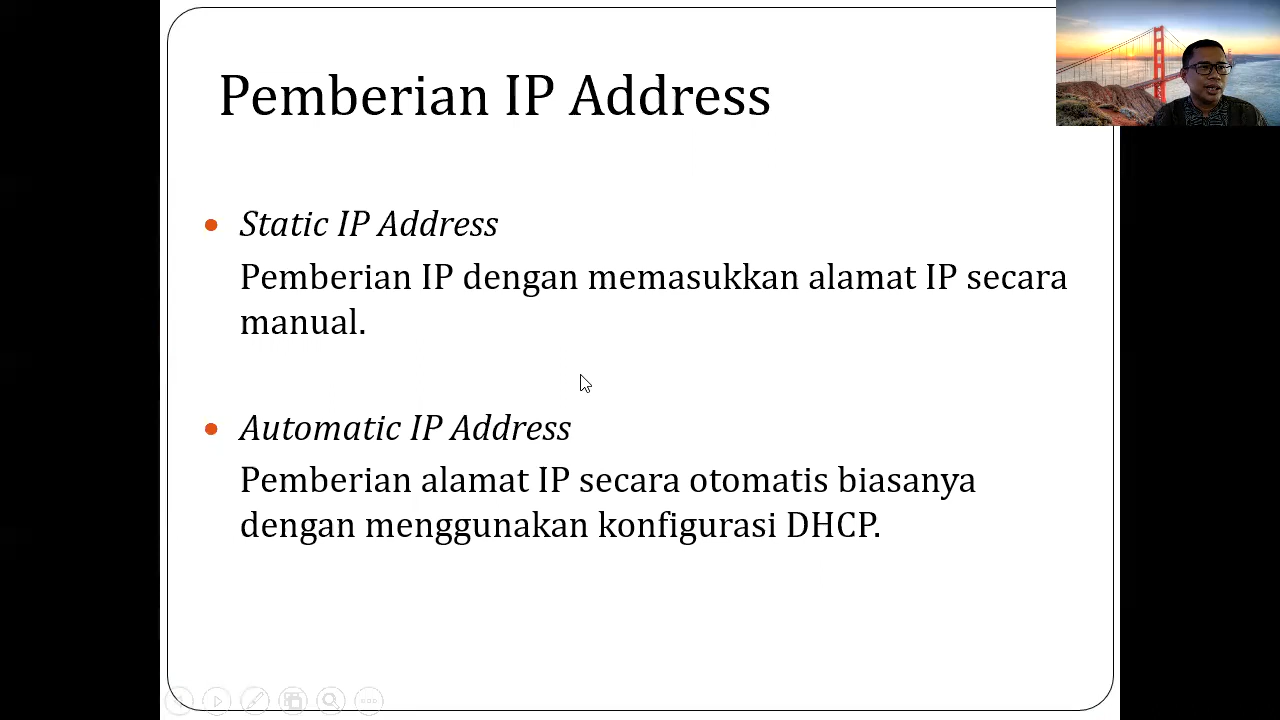 Pemberian IP Address
Static IP Address
Pemberian IP dengan memasukkan alamat IP secara
manual.
Automatic IP Address
Pemberian alamat IP secara otomatis biasanya
dengan menggunakan konfigurasi DHCP.